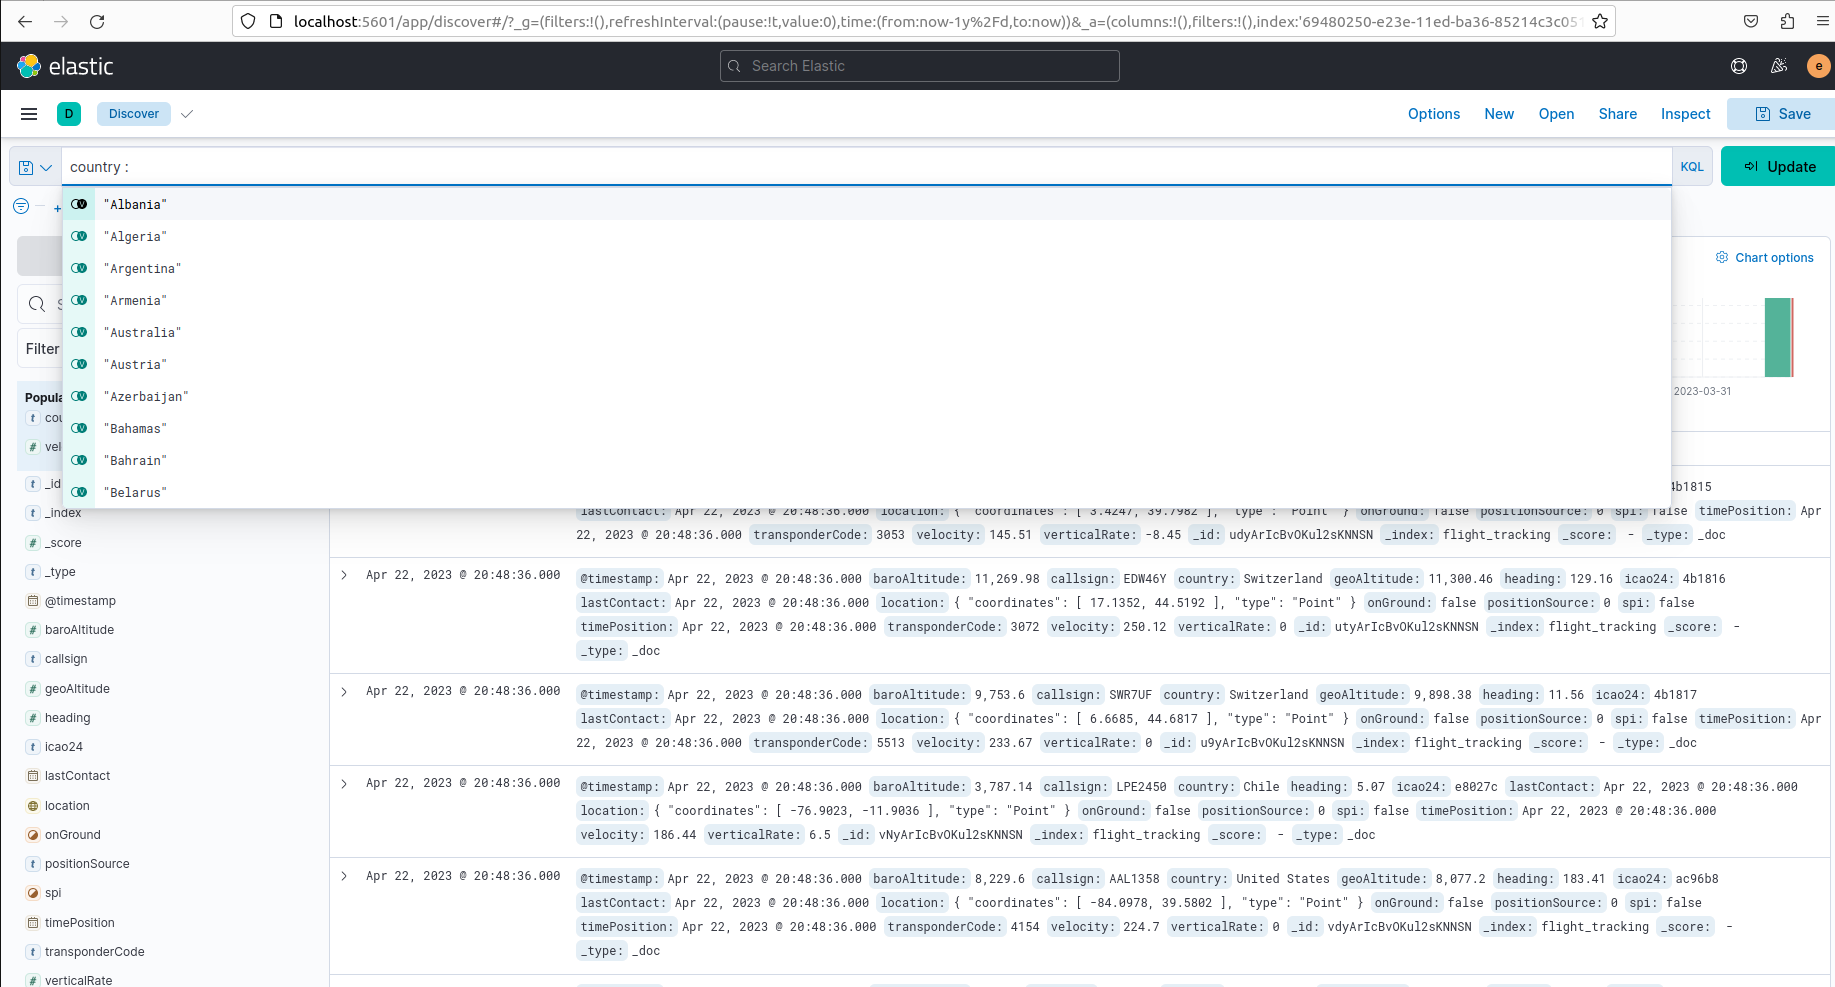 localhost:5601/app/discover#/?_g=(filters:!(),refreshInterval:(pause:!t,value:0),time:(from:now-1y%2Fd,to:now))&_a=(columns:!(),filters:!(),index:'69480250-e23e-11ed-ba36-85214c3c051
elastic
Search Elastic
e
D
Discover
Options
New
Open
Share
Inspect
Save
country :
KQL
Update
"Albania"
"Algeria"
"Argentina"
"Armenia"
"Australia"
"Austria"
"Azerbaijan"
"Bahamas"
"Bahrain"
"Belarus"
Chart options
2023-03-31
Filter
Popula
cou
vel
_id
_index
_score
_type
@timestamp
baroAltitude
callsign
geoAltitude
heading
icao24
lastContact
location
onGround
positionSource
spi
timePosition
transponderCode
verticalRate
4b1815
lastContact: Apr 22, 2023 @ 20:48:36.000 location: { "coordinates": [ 3.4247, 39.7982 ], "type": "Point" } onGround: false positionSource: 0 spi: false timePosition: Apr
22, 2023 @ 20:48:36.000 transponderCode: 3053 velocity: 145.51 verticalRate: -8.45 _id: udyArIcBvOKul2sKNNSN _index: flight_tracking _score: - _type: _doc
Apr 22, 2023 @ 20:48:36.000 @timestamp: Apr 22, 2023 @ 20:48:36.000 baroAltitude: 11,269.98 callsign: EDW46Y country: Switzerland geoAltitude: 11,300.46 heading: 129.16 icao24: 4b1816
lastContact: Apr 22, 2023 @ 20:48:36.000 location: { "coordinates": [ 17.1352, 44.5192 ], "type": "Point" } onGround: false positionSource: 0 spi: false
timePosition: Apr 22, 2023 @ 20:48:36.000 transponderCode: 3072 velocity: 250.12 verticalRate: 0 _id: utyArIcBvOKul2sKNNSN _index: flight_tracking _score: -
_type: _doc
Apr 22, 2023 @ 20:48:36.000 @timestamp: Apr 22, 2023 @ 20:48:36.000 baroAltitude: 9,753.6 callsign: SWR7UF country: Switzerland geoAltitude: 9,898.38 heading: 11.56 icao24: 4b1817
lastContact: Apr 22, 2023 @ 20:48:36.000 location: { "coordinates": [ 6.6685, 44.6817 ], "type": "Point" } onGround: false positionSource: 0 spi: false timePosition: Apr
22, 2023 @ 20:48:36.000 transponderCode: 5513 velocity: 233.67 verticalRate: 0 _id: u9yArIcBvOKul2sKNNSN _index: flight_tracking _score: - _type: _doc
Apr 22, 2023 @ 20:48:36.000 @timestamp: Apr 22, 2023 @ 20:48:36.000 baroAltitude: 3,787.14 callsign: LPE2450 country: Chile heading: 5.07 icao24: e8027c lastContact: Apr 22, 2023 @ 20:48:36.000
location: { "coordinates": [ -76.9023, -11.9036 ], "type": "Point" } onGround: false positionSource: 0 spi: false timePosition: Apr 22, 2023 @ 20:48:36.000
velocity: 186.44 verticalRate: 6.5 _id: vNyArIcBvOKul2sKNNSN _index: flight_tracking _score: - _type: _doc
Apr 22, 2023 @ 20:48:36.000 @timestamp: Apr 22, 2023 @ 20:48:36.000 baroAltitude: 8,229.6 callsign: AAL1358 country: United States geoAltitude: 8,077.2 heading: 183.41 icao24: ac96b8
lastContact: Apr 22, 2023 @ 20:48:36.000 location: { "coordinates": [ -84.0978, 39.5802 ], "type": "Point" } onGround: false positionSource: 0 spi: false
timePosition: Apr 22, 2023 @ 20:48:36.000 transponderCode: 4154 velocity: 224.7 verticalRate: 0 _id: vdyArIcBvOKul2sKNNSN _index: flight_tracking _score: -
_type: _doc